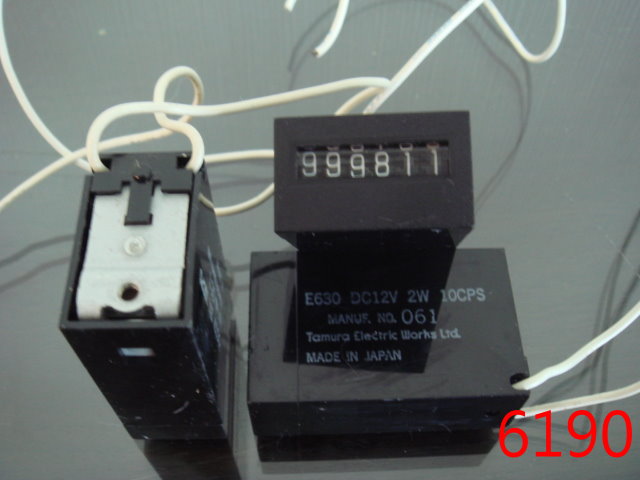 999811
E630 DC12V 2W 10CPS
MANUF. NO. 061
Tamura Electric Works Ltd.
MADE IN JAPAN
6190